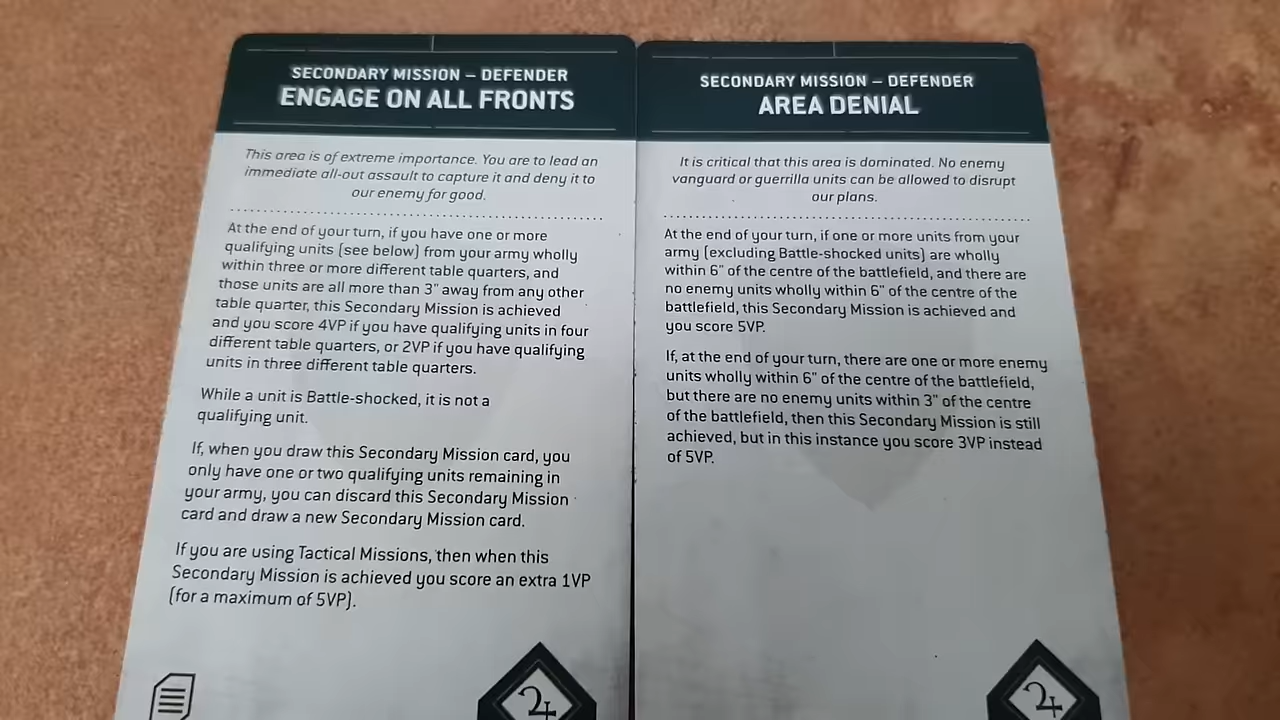 SECONDARY MISSION – DEFENDER
ENGAGE ON ALL FRONTS
This area is of extreme importance. You are to lead an
immediate all-out assault to capture it and deny it to
our enemy for good.
At the end of your turn, if you have one or more
qualifying units (see below) from your army wholly
within three or more different table quarters, and
those units are all more than 3" away from any other
table quarter, this Secondary Mission is achieved
and you score 4VP if you have qualifying units in four
different table quarters, or 2VP if you have qualifying
units in three different table quarters.
While a unit is Battle-shocked, it is not a
qualifying unit.
If, when you draw this Secondary Mission card, you
only have one or two qualifying units remaining in
your army, you can discard this Secondary Mission
card and draw a new Secondary Mission card.
If you are using Tactical Missions, then when this
Secondary Mission is achieved you score an extra 1VP
(for a maximum of 5VP).
SECONDARY MISSION – DEFENDER
AREA DENIAL
It is critical that this area is dominated. No enemy
vanguard or guerrilla units can be allowed to disrupt
our plans.
At the end of your turn, if one or more units from your
army (excluding Battle-shocked units) are wholly
within 6" of the centre of the battlefield, and there are
no enemy units wholly within 6" of the centre of the
battlefield, this Secondary Mission is achieved and
you score 5VP.
If, at the end of your turn, there are one or more enemy
units wholly within 6" of the centre of the battlefield,
but there are no enemy units within 3" of the centre
of the battlefield, then this Secondary Mission is still
achieved, but in this instance you score 3VP instead
of 5VP.